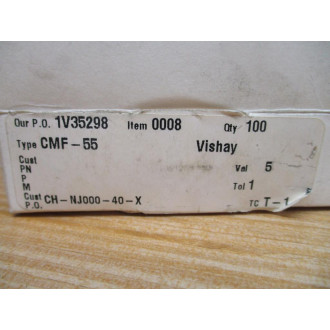 Our P.O. 1V35298 Item 0008 Qty 100
Type CMF-55 Vishay
Cust
PN Val 5
P
M Tol 1
Cust CH-NJ000-40-X
P.O. TC T-1